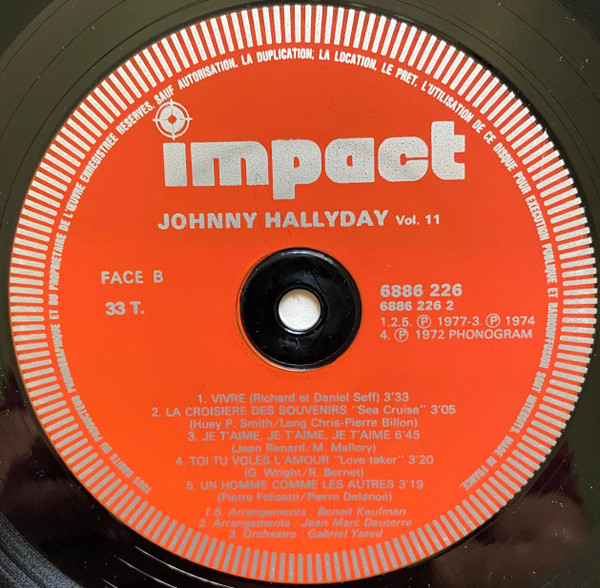 TOUS DROITS DU PRODUCTEUR PHONOGRAPHIQUE ET DU PROPRIETAIRE DE L'ŒUVRE ENREGISTREE RESERVES. SAUF AUTORISATION, LA DUPLICATION, LA LOCATION, LE PRET, L'UTILISATION DE CE DISQUE POUR EXECUTION PUBLIQUE ET RADIODIFFUSION SONT INTERDITS. MADE IN FRANCE.
impact
JOHNNY HALLYDAY Vol. 11
FACE B
33 T.
6886 226
6886 226 2
1.2.5. Ⓟ 1977-3. Ⓟ 1974
4. Ⓟ 1972 PHONOGRAM
1. VIVRE (Richard et Daniel Seff) 3'33
2. LA CROISIERE DES SOUVENIRS "Sea Cruise" 3'05
(Huey P. Smith/Long Chris-Pierre Billon)
3. JE T'AIME, JE T'AIME, JE T'AIME 6'45
(Jean Renard/M. Mallory)
4. TOI TU VOLES L'AMOUR "Love taker" 3'20
(G. Wright/R. Bernet)
5. UN HOMME COMME LES AUTRES 3'19
(Pietro Felisatti/Pierre Delanoë)
1.5. Arrangements : Benoit Kaufman
2. Arrangements : Jean Marc Deuterre
3. Orchestre : Gabriel Yared